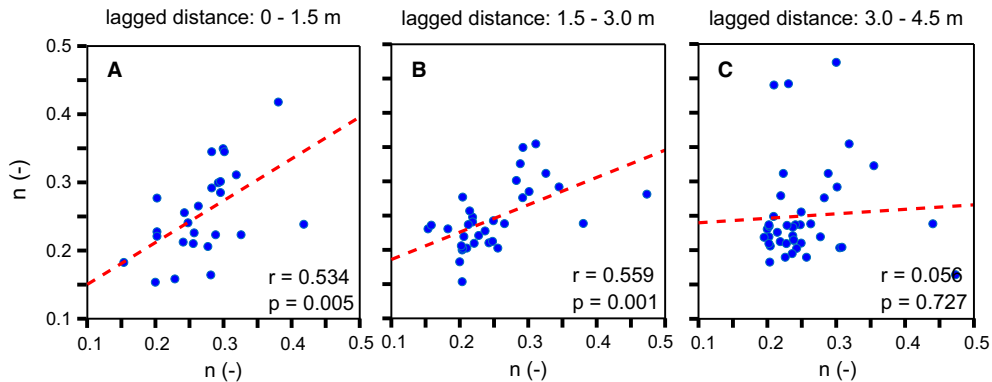 lagged distance: 0 - 1.5 m
lagged distance: 1.5 - 3.0 m
lagged distance: 3.0 - 4.5 m
0.5
0.4
0.3
0.2
0.1
n (-)
A
r = 0.534
p = 0.005
0.1 0.2 0.3 0.4
n (-)
B
r = 0.559
p = 0.001
0.1 0.2 0.3 0.4 0.5
n (-)
C
r = 0.056
p = 0.727
0.1 0.2 0.3 0.4 0.5
n (-)